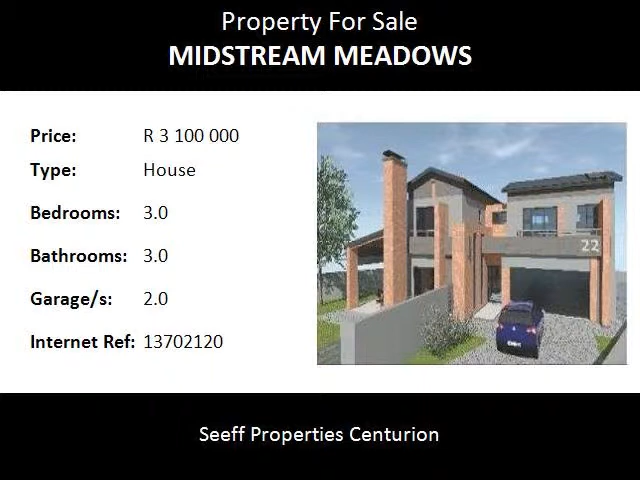 Property For Sale
MIDSTREAM MEADOWS
Price: R 3 100 000
Type: House
Bedrooms: 3.0
Bathrooms: 3.0
Garage/s: 2.0
Internet Ref: 13702120
22
Seeff Properties Centurion